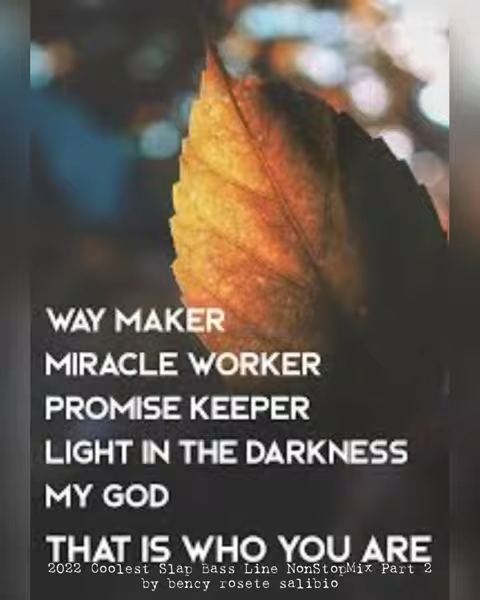 WAY MAKER
MIRACLE WORKER
PROMISE KEEPER
LIGHT IN THE DARKNESS
MY GOD
THAT IS WHO YOU ARE
2022 Coolest Slap Bass Line NonStopMix Part 2
by bency rosete salibio